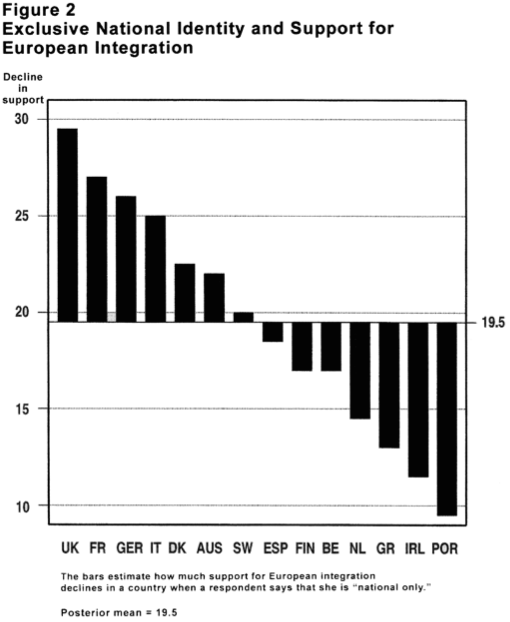 Figure 2
Exclusive National Identity and Support for
European Integration
Decline
in
support
30
25
20
19.5
15
10
UK FR GER IT DK AUS SW ESP FIN BE NL GR IRL POR
The bars estimate how much support for European integration
declines in a country when a respondent says that she is "national only."
Posterior mean = 19.5